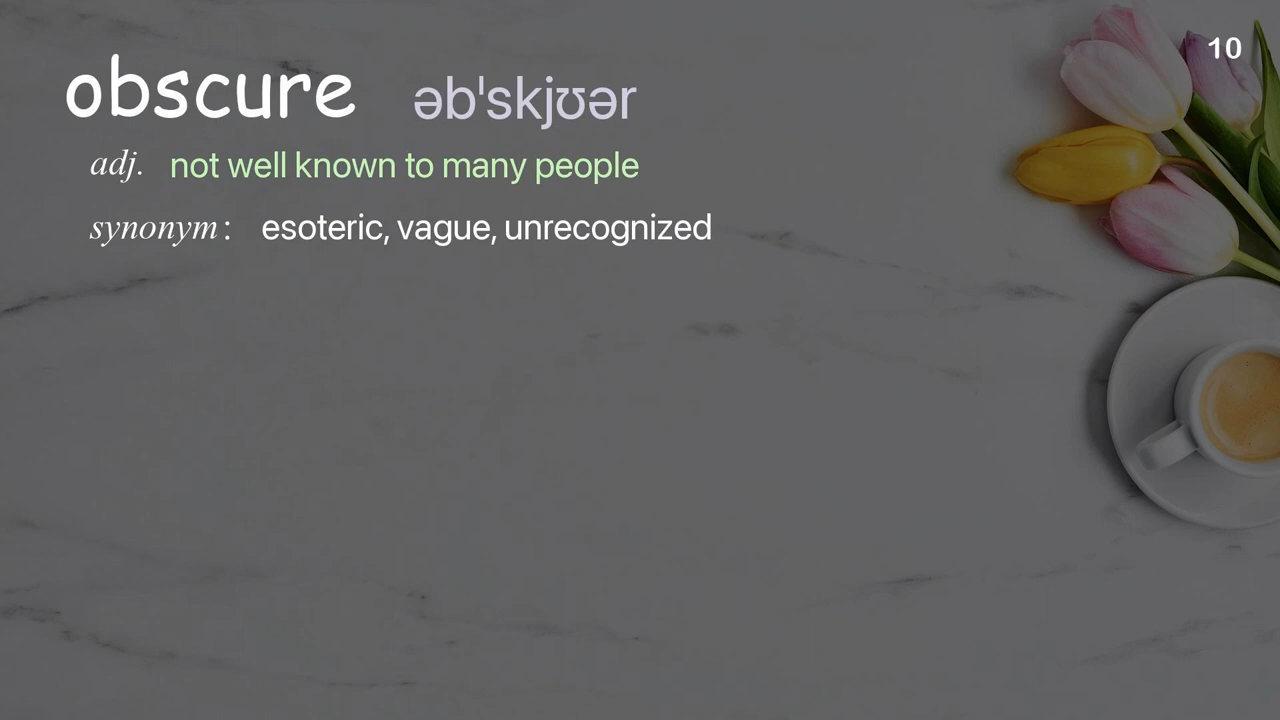 10
obscure əb'skjʊər
adj. not well known to many people
synonym: esoteric, vague, unrecognized